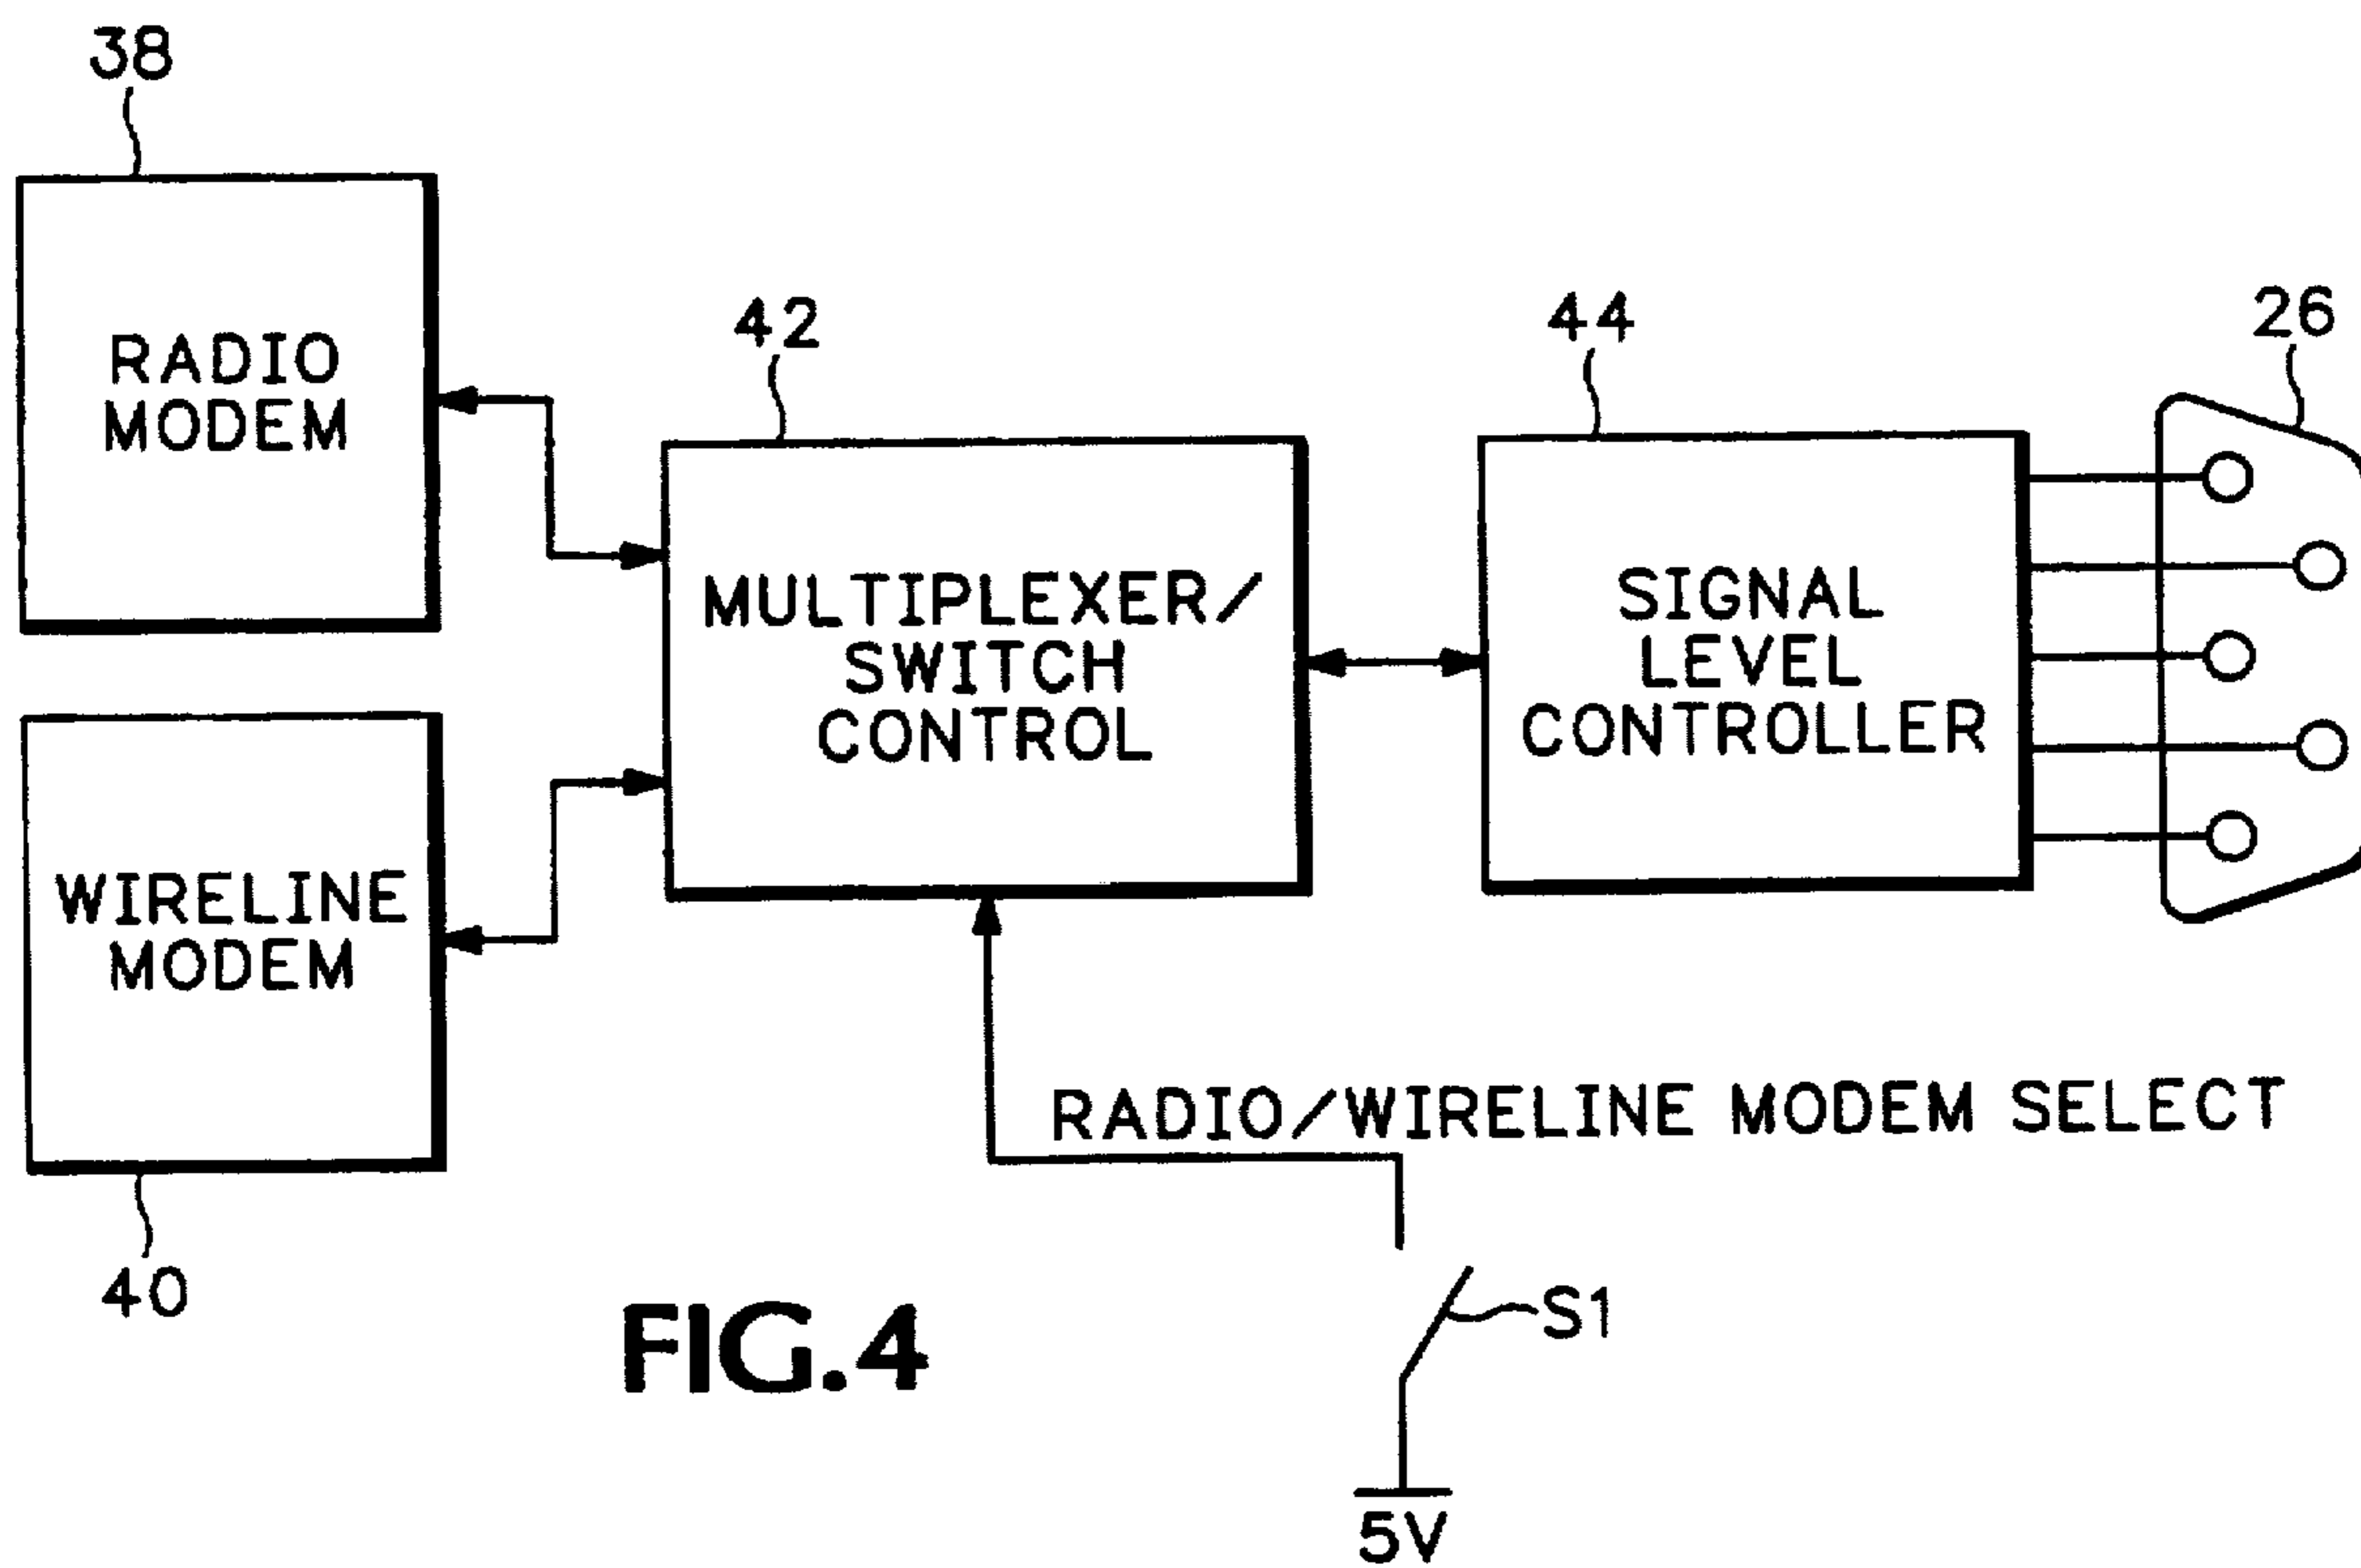 38
RADIO
MODEM
42
MULTIPLEXER/
SWITCH
CONTROL
44
SIGNAL
LEVEL
CONTROLLER
26
WIRELINE
MODEM
40
RADIO/WIRELINE MODEM SELECT
S1
5V
FIG.4